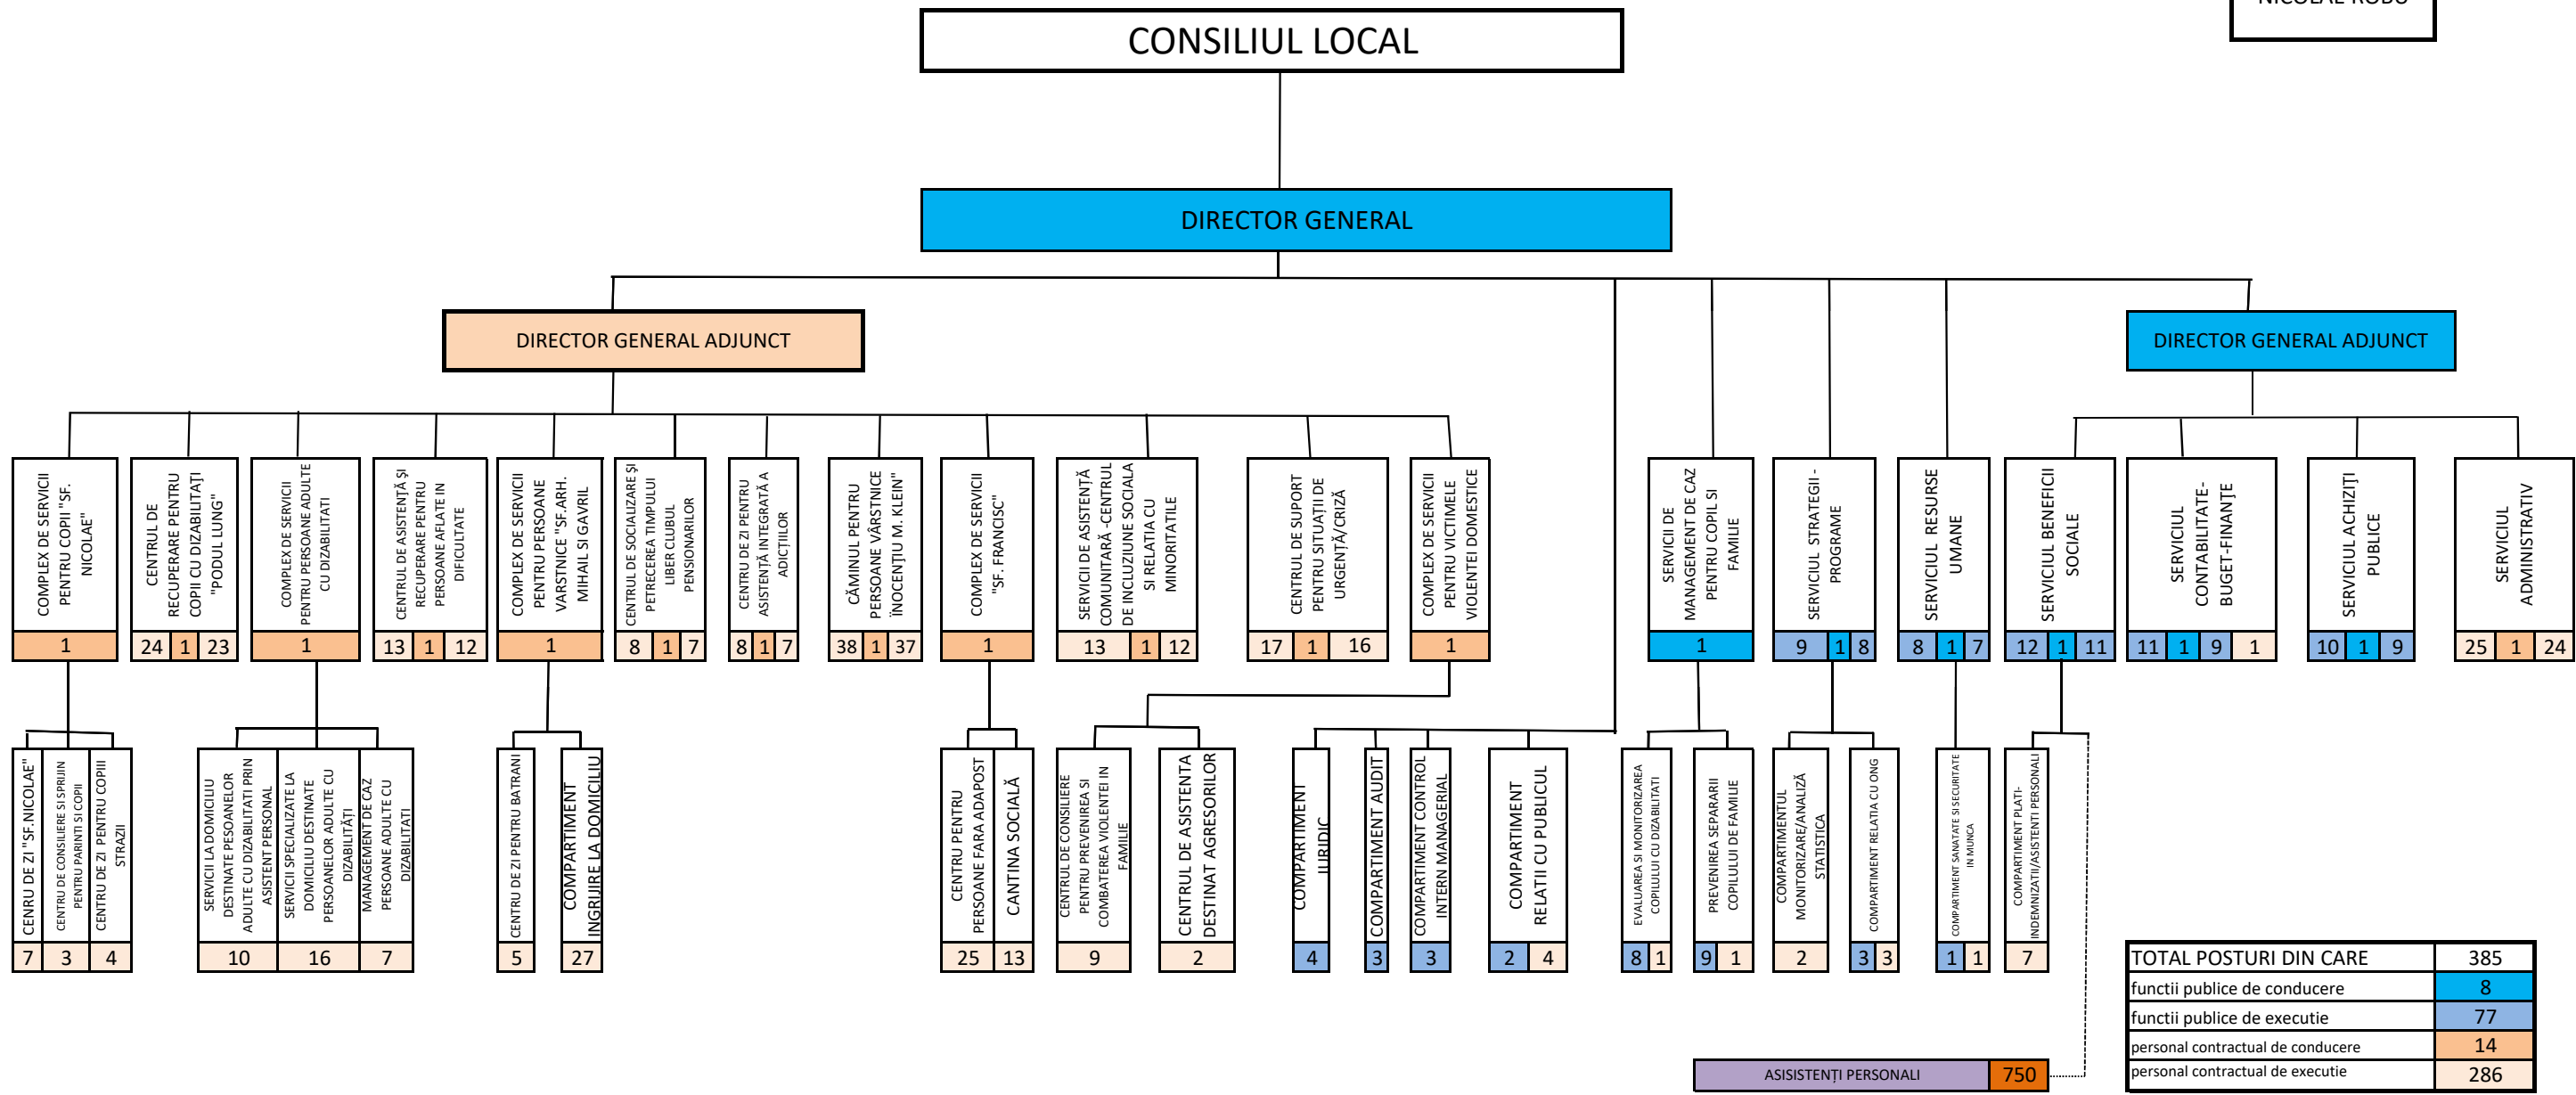 NICOLAE ROBU
CONSILIUL LOCAL
DIRECTOR GENERAL
DIRECTOR GENERAL ADJUNCT
DIRECTOR GENERAL ADJUNCT
COMPLEX DE SERVICII
PENTRU COPII "SF.
NICOLAE"
1
CENTRUL DE
RECUPERARE PENTRU
COPII CU DIZABILITAŢI
"PODUL LUNG"
24 1 23
COMPLEX DE SERVICII
PENTRU PERSOANE ADULTE
CU DIZABILITATI
1
CENTRUL DE ASISTENŢĂ ŞI
RECUPERARE PENTRU
PERSOANE AFLATE IN
DIFICULTATE
13 1 12
COMPLEX DE SERVICII
PENTRU PERSOANE
VARSTNICE "SF.ARH.
MIHAIL SI GAVRIL
1
CENTRUL DE SOCIALIZARE ŞI
PETRECEREA TIMPULUI
LIBER CLUBUL
PENSIONARILOR
8 1 7
CENTRU DE ZI PENTRU
ASISTENŢĂ INTEGRATĂ A
ADICŢIILOR
8 1 7
CĂMINUL PENTRU
PERSOANE VÂRSTNICE
ÎNOCENŢIU M. KLEIN"
38 1 37
COMPLEX DE SERVICII
"SF. FRANCISC"
1
SERVICII DE ASISTENŢĂ
COMUNITARĂ -CENTRUL
DE INCLUZIUNE SOCIALA
SI RELATIA CU
MINORITATILE
13 1 12
CENTRUL DE SUPORT
PENTRU SITUAŢII DE
URGENŢĂ/CRIZĂ
17 1 16
COMPLEX DE SERVICII
PENTRU VICTIMELE
VIOLENTEI DOMESTICE
1
SERVICII DE
MANAGEMENT DE CAZ
PENTRU COPIL SI
FAMILIE
1
SERVICIUL STRATEGII -
PROGRAME
9 1 8
SERVICIUL RESURSE
UMANE
8 1 7
SERVICIUL BENEFICII
SOCIALE
12 1 11
SERVICIUL
CONTABILITATE-
BUGET-FINANŢE
11 1 9 1
SERVICIUL ACHIZIŢII
PUBLICE
10 1 9
SERVICIUL
ADMINISTRATIV
25 1 24
CENRU DE ZI "SF.NICOLAE"
7
CENTRU DE CONSILIERE SI SPRIJIN
PENTRU PARINTI SI COPII
3
CENTRU DE ZI PENTRU COPIII
STRAZII
4
SERVICII LA DOMICILIU
DESTINATE PESOANELOR
ADULTE CU DIZABILITATI PRIN
ASISTENT PERSONAL
10
SERVICII SPECIALIZATE LA
DOMICILIU DESTINATE
PERSOANELOR ADULTE CU
DIZABILITĂŢI
16
MANAGEMENT DE CAZ
PERSOANE ADULTE CU
DIZABILITATI
7
CENTRU DE ZI PENTRU BATRANI
5
COMPARTIMENT
INGRIJIRE LA DOMICILIU
27
CENTRU PENTRU
PERSOANE FARA ADAPOST
25
CANTINA SOCIALĂ
13
CENTRUL DE CONSILIERE
PENTRU PREVENIREA SI
COMBATEREA VIOLENTEI IN
FAMILIE
9
CENTRUL DE ASISTENTA
DESTINAT AGRESORILOR
2
COMPARTIMENT
JURIDIC
4
COMPARTIMENT AUDIT
3
COMPARTIMENT CONTROL
INTERN MANAGERIAL
3
COMPARTIMENT
RELATII CU PUBLICUL
2 4
EVALUAREA SI MONITORIZAREA
COPILULUI CU DIZABILITATI
8 1
PREVENIREA SEPARARII
COPILULUI DE FAMILIE
9 1
COMPARTIMENTUL
MONITORIZARE/ANALIZĂ
STATISTICA
2
COMPARTIMENT RELATIA CU ONG
3 3
COMPARTIMENT SANATATE SI SECURITATE
IN MUNCA
1 1
COMPARTIMENT PLATI-
INDEMNIZATII/ASISTENTI PERSONALI
7
ASISISTENŢI PERSONALI 750
TOTAL POSTURI DIN CARE 385
functii publice de conducere 8
functii publice de executie 77
personal contractual de conducere 14
personal contractual de executie 286